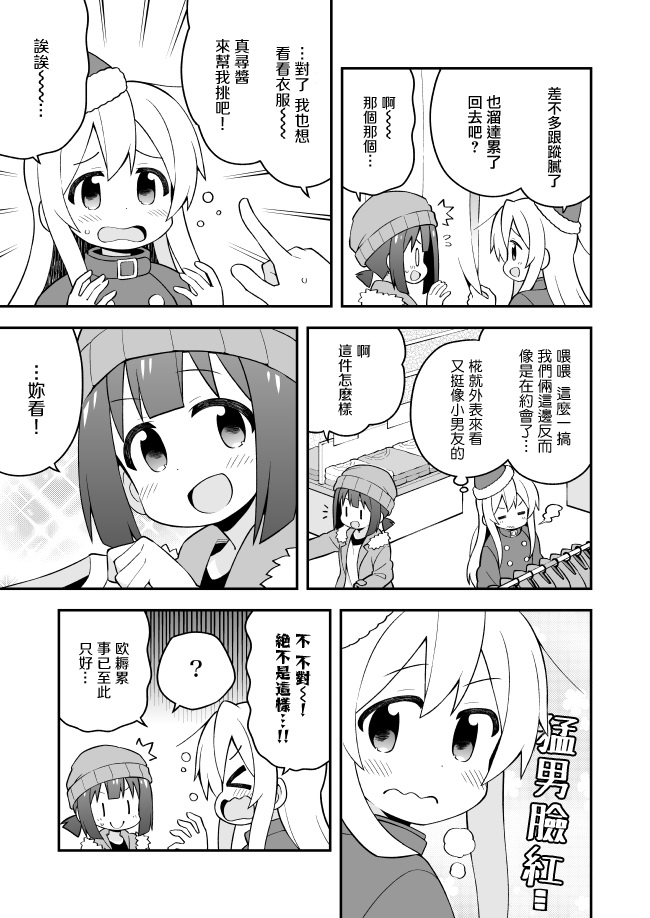 差不多跟蹤膩了
也溜達累了
回去吧？
啊～～
那個那個…
…對了 我也想
看看衣服～～
真尋醬
來幫我挑吧！
誒誒～～～…
喂喂 這麼一搞
我們倆這邊反而
像是在約會了…
椛就外表來看
又挺像小男友的
啊
這件怎麼樣
…妳看！
猛男臉紅…
不 不對～！
絕不是這樣…!!
？
欧耨累
事已至此
只好…